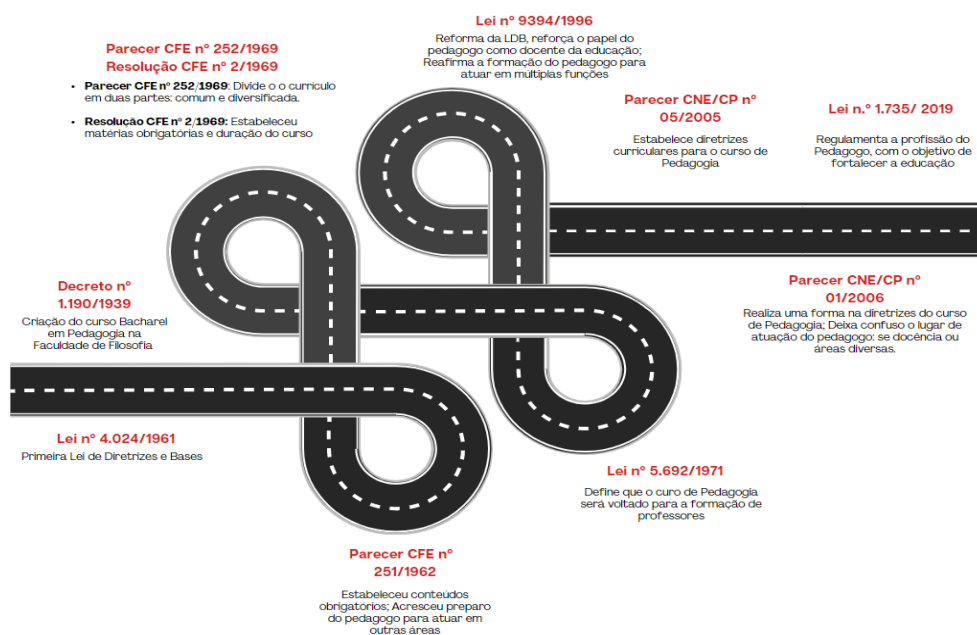 Lei nº 9394/1996
Reforma da LDB, reforça o papel do
pedagogo como docente da educação;
Reafirma a formação do pedagogo para
atuar em múltiplas funções
Parecer CFE nº 252/1969
Resolução CFE nº 2/1969
• Parecer CFE nº 252/1969: Divide o o currículo
em duas partes: comum e diversificada.
• Resolução CFE nº 2/1969: Estabeleceu
matérias obrigatórias e duração do curso
Parecer CNE/CP nº
05/2005
Estabelece diretrizes
curriculares para o curso de
Pedagogia
Lei n.º 1.735/ 2019
Regulamenta a profissão do
Pedagogo, com o objetivo de
fortalecer a educação
Decreto nº
1.190/1939
Criação do curso Bacharel
em Pedagogia na
Faculdade de Filosofia
Parecer CNE/CP nº
01/2006
Realiza uma forma na diretrizes do curso
de Pedagogia; Deixa confuso o lugar de
atuação do pedagogo: se docência ou
áreas diversas.
Lei nº 4.024/1961
Primeira Lei de Diretrizes e Bases
Lei nº 5.692/1971
Define que o curo de Pedagogia
será voltado para a formação de
professores
Parecer CFE nº
251/1962
Estabeleceu conteúdos
obrigatórios; Acresceu preparo
do pedagogo para atuar em
outras áreas